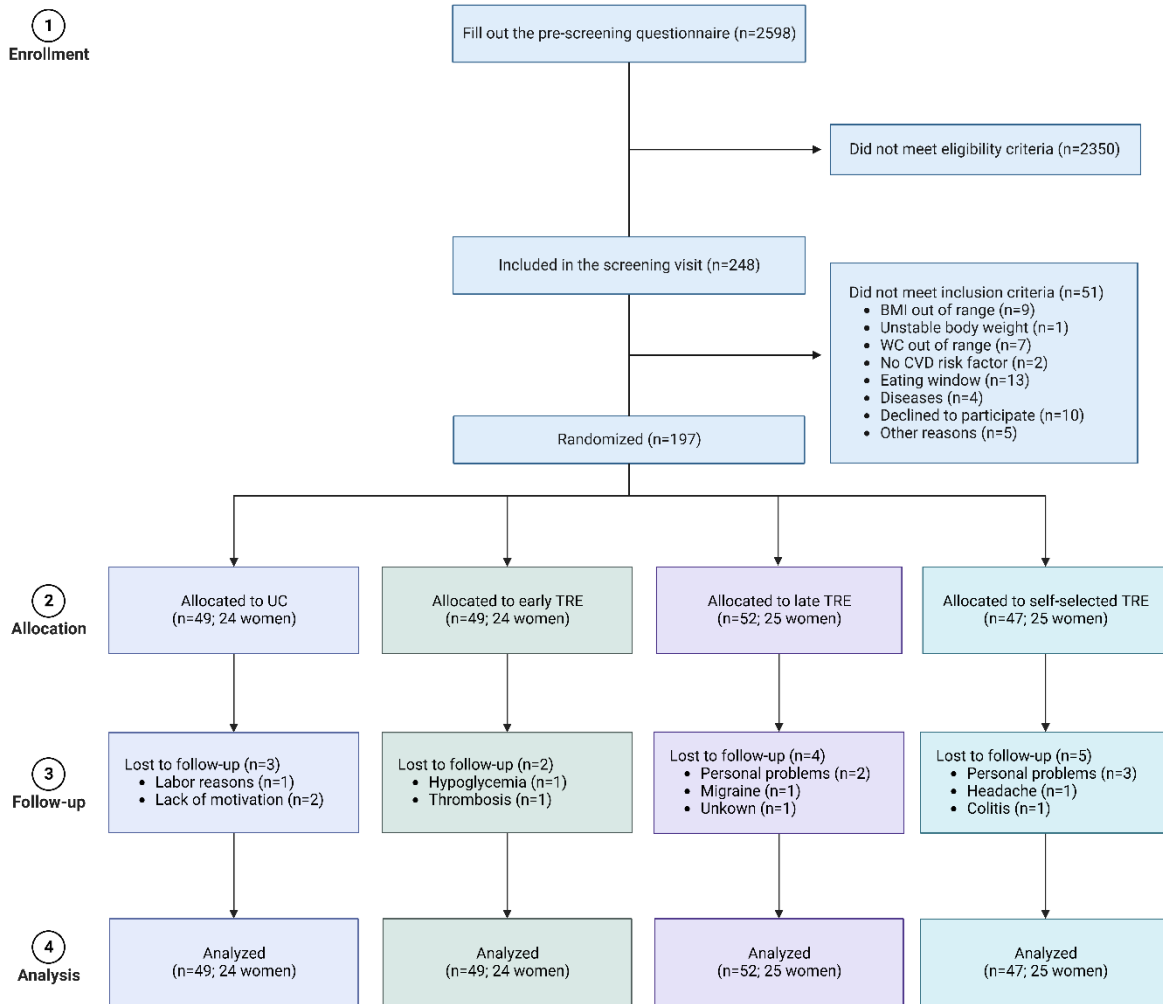 1
Enrollment
Fill out the pre-screening questionnaire (n=2598)
Did not meet eligibility criteria (n=2350)
Included in the screening visit (n=248)
Did not meet inclusion criteria (n=51)
• BMI out of range (n=9)
• Unstable body weight (n=1)
• WC out of range (n=7)
• No CVD risk factor (n=2)
• Eating window (n=13)
• Diseases (n=4)
• Declined to participate (n=10)
• Other reasons (n=5)
Randomized (n=197)
2
Allocation
Allocated to UC
(n=49; 24 women)
Allocated to early TRE
(n=49; 24 women)
Allocated to late TRE
(n=52; 25 women)
Allocated to self-selected TRE
(n=47; 25 women)
3
Follow-up
Lost to follow-up (n=3)
• Labor reasons (n=1)
• Lack of motivation (n=2)
Lost to follow-up (n=2)
• Hypoglycemia (n=1)
• Thrombosis (n=1)
Lost to follow-up (n=4)
• Personal problems (n=2)
• Migraine (n=1)
• Unkown (n=1)
Lost to follow-up (n=5)
• Personal problems (n=3)
• Headache (n=1)
• Colitis (n=1)
4
Analysis
Analyzed
(n=49; 24 women)
Analyzed
(n=49; 24 women)
Analyzed
(n=52; 25 women)
Analyzed
(n=47; 25 women)